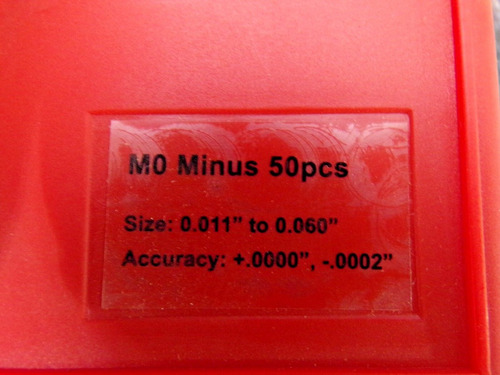 M0 Minus 50pcs
Size: 0.011” to 0.060”
Accuracy: +.0000”, -.0002”